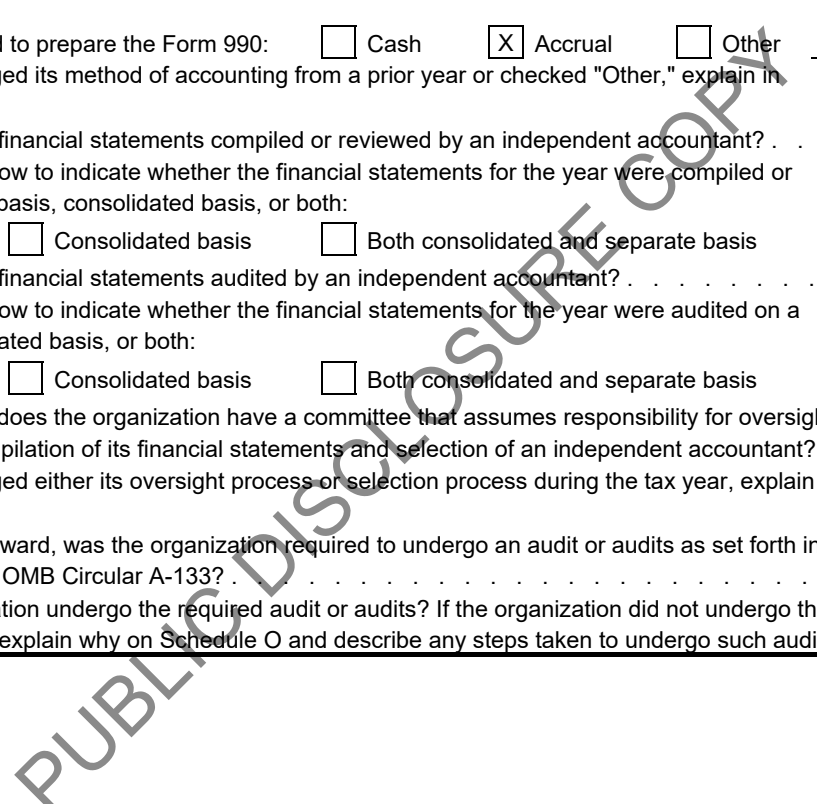 d to prepare the Form 990: Cash X Accrual Other
ged its method of accounting from a prior year or checked "Other," explain in
financial statements compiled or reviewed by an independent accountant? . .
ow to indicate whether the financial statements for the year were compiled or
basis, consolidated basis, or both:
Consolidated basis Both consolidated and separate basis
financial statements audited by an independent accountant? . . . . . . . .
ow to indicate whether the financial statements for the year were audited on a
ated basis, or both:
Consolidated basis Both consolidated and separate basis
does the organization have a committee that assumes responsibility for oversigh
pilation of its financial statements and selection of an independent accountant?
ged either its oversight process or selection process during the tax year, explain
ward, was the organization required to undergo an audit or audits as set forth in
OMB Circular A-133? . . . . . . . . . . . . . . . . . . . . . . .
ation undergo the required audit or audits? If the organization did not undergo th
explain why on Schedule O and describe any steps taken to undergo such audi
PUBLIC DISCLOSURE COPY